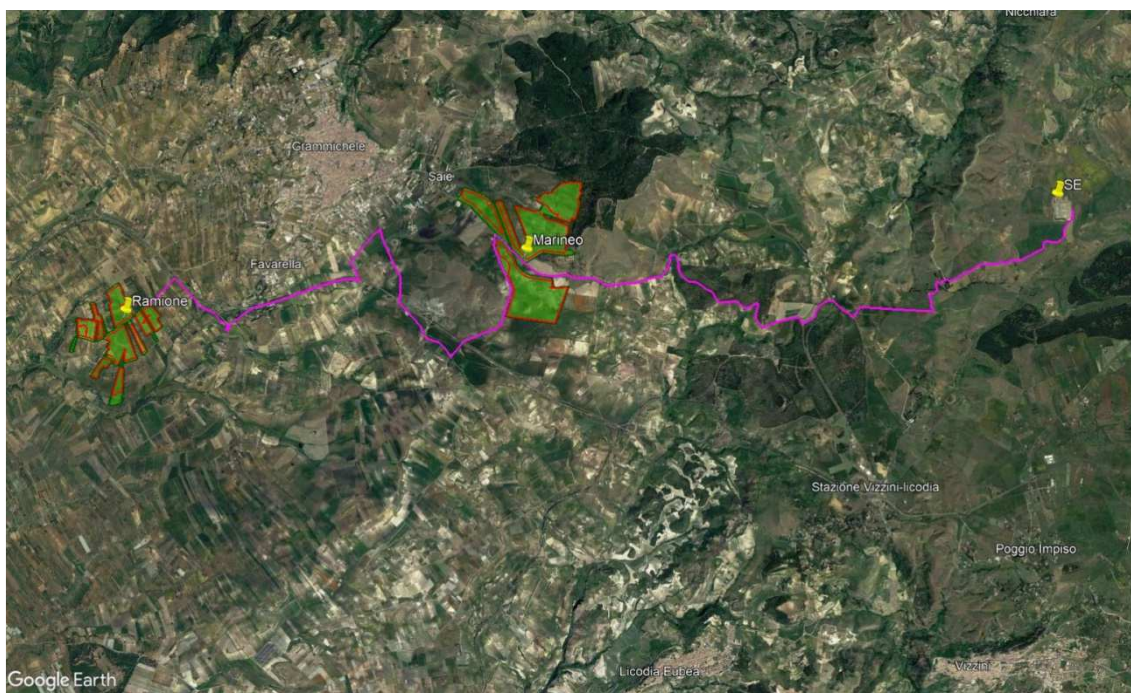 Nicchiara
Grammichele
Saie
SE
Marineo
Favarella
Ramione
Stazione Vizzini-licodia
Poggio Impiso
Licodia Eubea
Vizzini
Google Earth